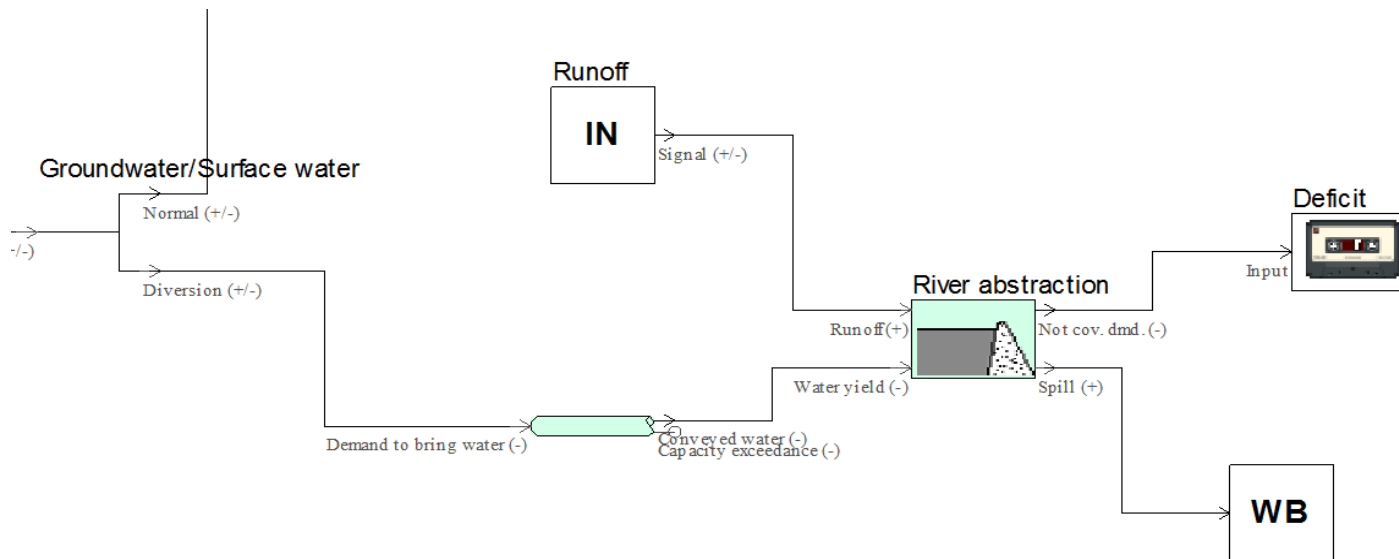 Runoff
IN
Signal (+/-)
Groundwater/Surface water
Normal (+/-)
-/-)
Diversion (+/-)
Deficit
Input
River abstraction
Runoff(+)
Not cov. dmd. (-)
Water yield (-)
Spill (+)
Demand to bring water (-)
Conveyed water (-)
Capacity exceedance (-)
WB